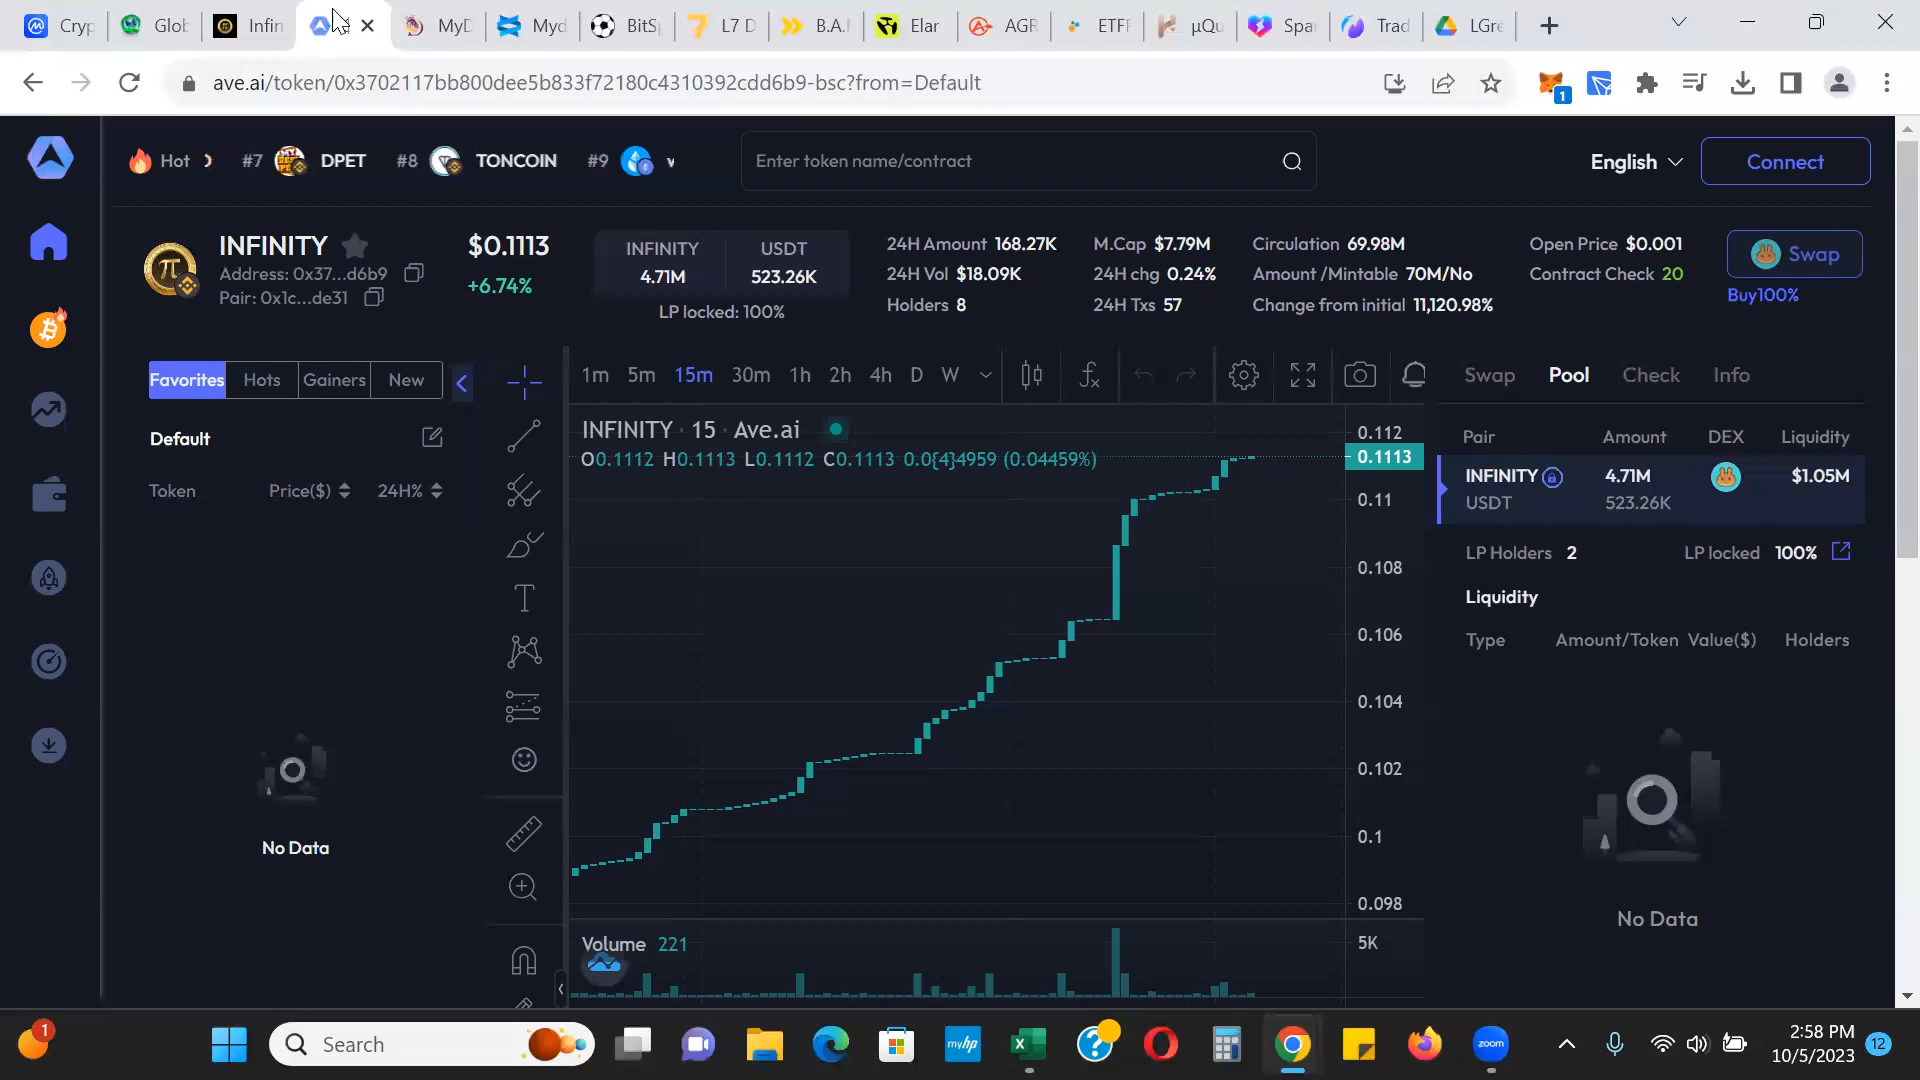 Cryp
Glob
Infin
MyD
Myd
BitS
L7 D
B.A.
Elar
AGR
ETFF
μQu
Spa
Trad
LGre
ave.ai/token/0x3702117bb800dee5b833f72180c4310392cdd6b9-bsc?from=Default
1
Hot
#7
DPET
#8
TONCOIN
#9
Enter token name/contract
English
Connect
INFINITY
Address: 0x37...d6b9
Pair: 0x1c...de31
$0.1113
+6.74%
INFINITY
4.71M
USDT
523.26K
LP locked: 100%
24H Amount 168.27K
24H Vol $18.09K
Holders 8
M.Cap $7.79M
24H chg 0.24%
24H Txs 57
Circulation 69.98M
Amount /Mintable 70M/No
Change from initial 11,120.98%
Open Price $0.001
Contract Check 20
Swap
Buy100%
Favorites Hots Gainers New
Default
Token Price($) 24H%
No Data
1m 5m 15m 30m 1h 2h 4h D W
INFINITY · 15 · Ave.ai
O0.1112 H0.1113 L0.1112 C0.1113 0.0{4}4959 (0.04459%)
0.112
0.1113
0.11
0.108
0.106
0.104
0.102
0.1
0.098
Volume 221
5K
Swap Pool Check Info
Pair Amount DEX Liquidity
INFINITY 4.71M $1.05M
USDT 523.26K
LP Holders 2 LP locked 100%
Liquidity
Type Amount/Token Value($) Holders
No Data
1
Search
myhp
zoom
2:58 PM
10/5/2023
12